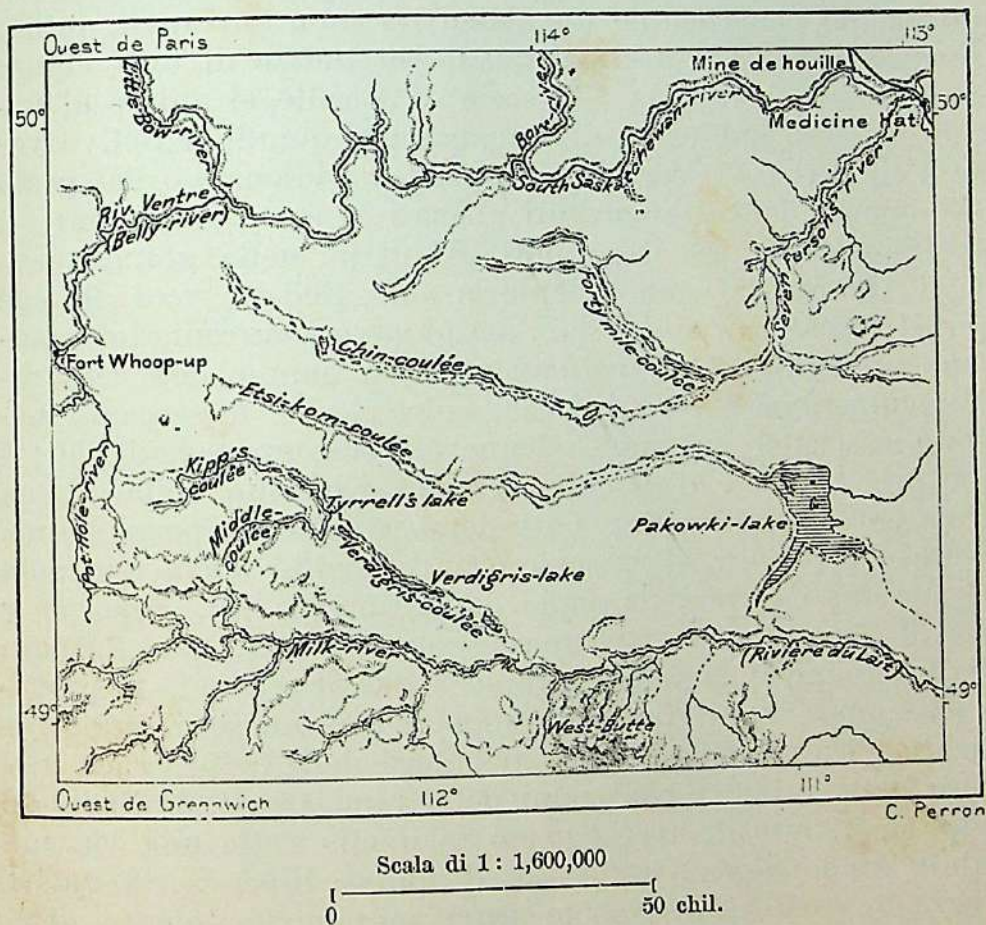 Ouest de Paris
114°
113°
Little
Bow-river
Bow-river
Mine de houille
50°
50°
Medicine Hat
South Saskatchewan-river
Riv. Ventre
(Belly-river)
Seven Persons river
Fortymile coulée
Fort Whoop-up
Chin-coulée
Etsi-kom-coulée
Kipp's
coulée
Tyrrell's lake
Pot Hole-river
Middle-
coulée
Pakowki-lake
Verdigris-lake
Verdigris-coulée
Milk-river
(Rivière du Lait)
49°
49°
West-Butte
Ouest de Grennwich
112°
111°
C. Perron
Scala di 1: 1,600,000
0
50 chil.